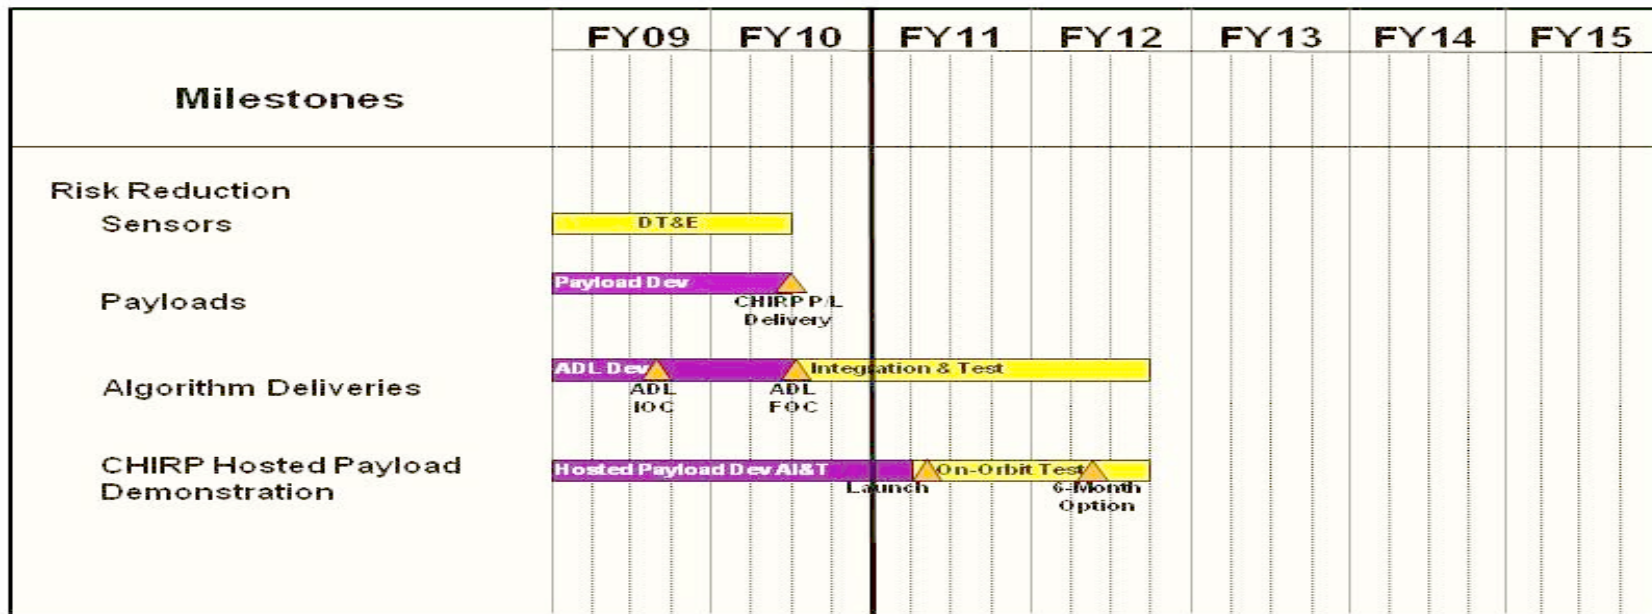 FY09 FY10 FY11 FY12 FY13 FY14 FY15
Milestones
Risk Reduction
Sensors
DT&E
Payloads
Payload Dev
CHIRP P/L
Delivery
Algorithm Deliveries
ADL Dev
Integration & Test
ADL
IOC
ADL
FOC
CHIRP Hosted Payload
Demonstration
Hosted Payload Dev AI&T
On-Orbit Test
Launch
6-Month
Option